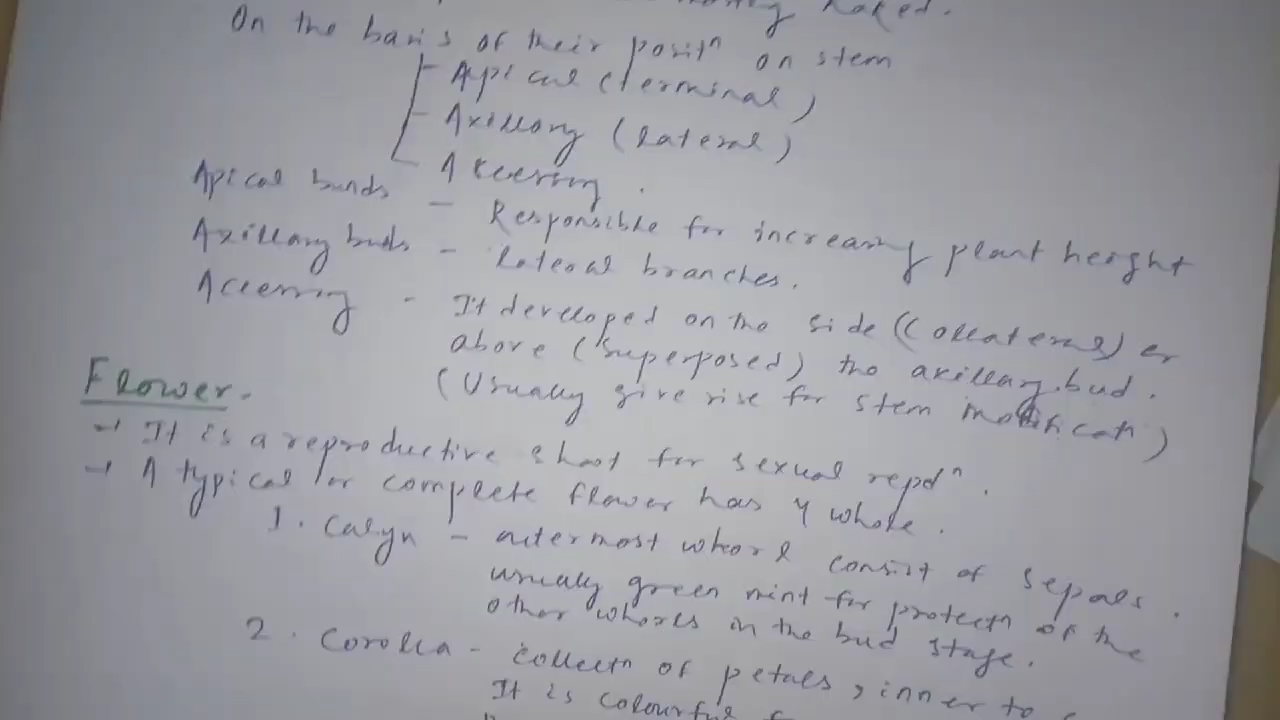 naked.
On the basis of their positn on stem
Apical (terminal)
Axillary (lateral)
Accessory.
Apical bunds - Responsible for increasing plant height
Axillary buds - lateral branches.
Accessory - It developed on the side (Collateral) or
above (superposed) the axillary bud.
(Usually give rise for stem modificatn)
Flower.
→ It is a reproductive shoot for sexual repdn.
→ A typical or complete flower has 4 whole.
1. Calyn - outermost whorl consist of sepals.
usually green mint for protectn of the
other whorls in the bud stage.
2. Corolla - collectn of petals, inner to
It is colourful